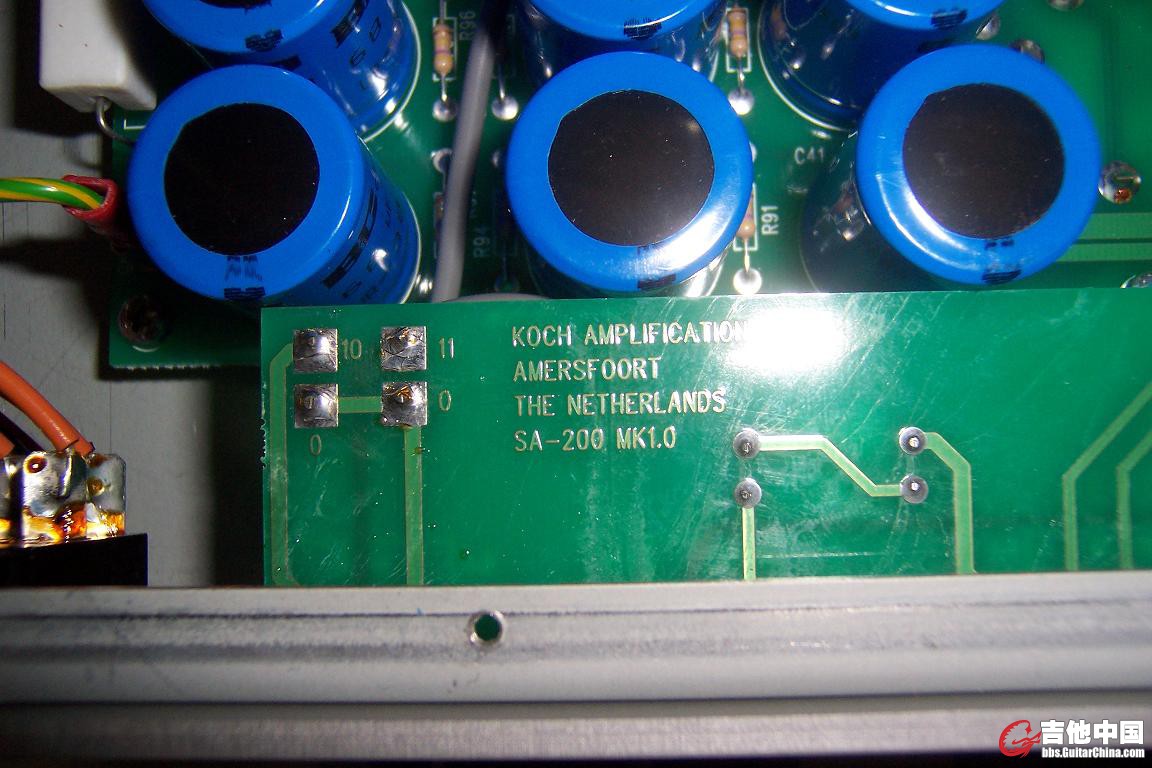 R96
C41
R91
R94
10
11
KOCH AMPLIFICATION
AMERSFOORT
THE NETHERLANDS
0
SA-200 MK1.0
0
吉他中国
bbs.GuitarChina.com